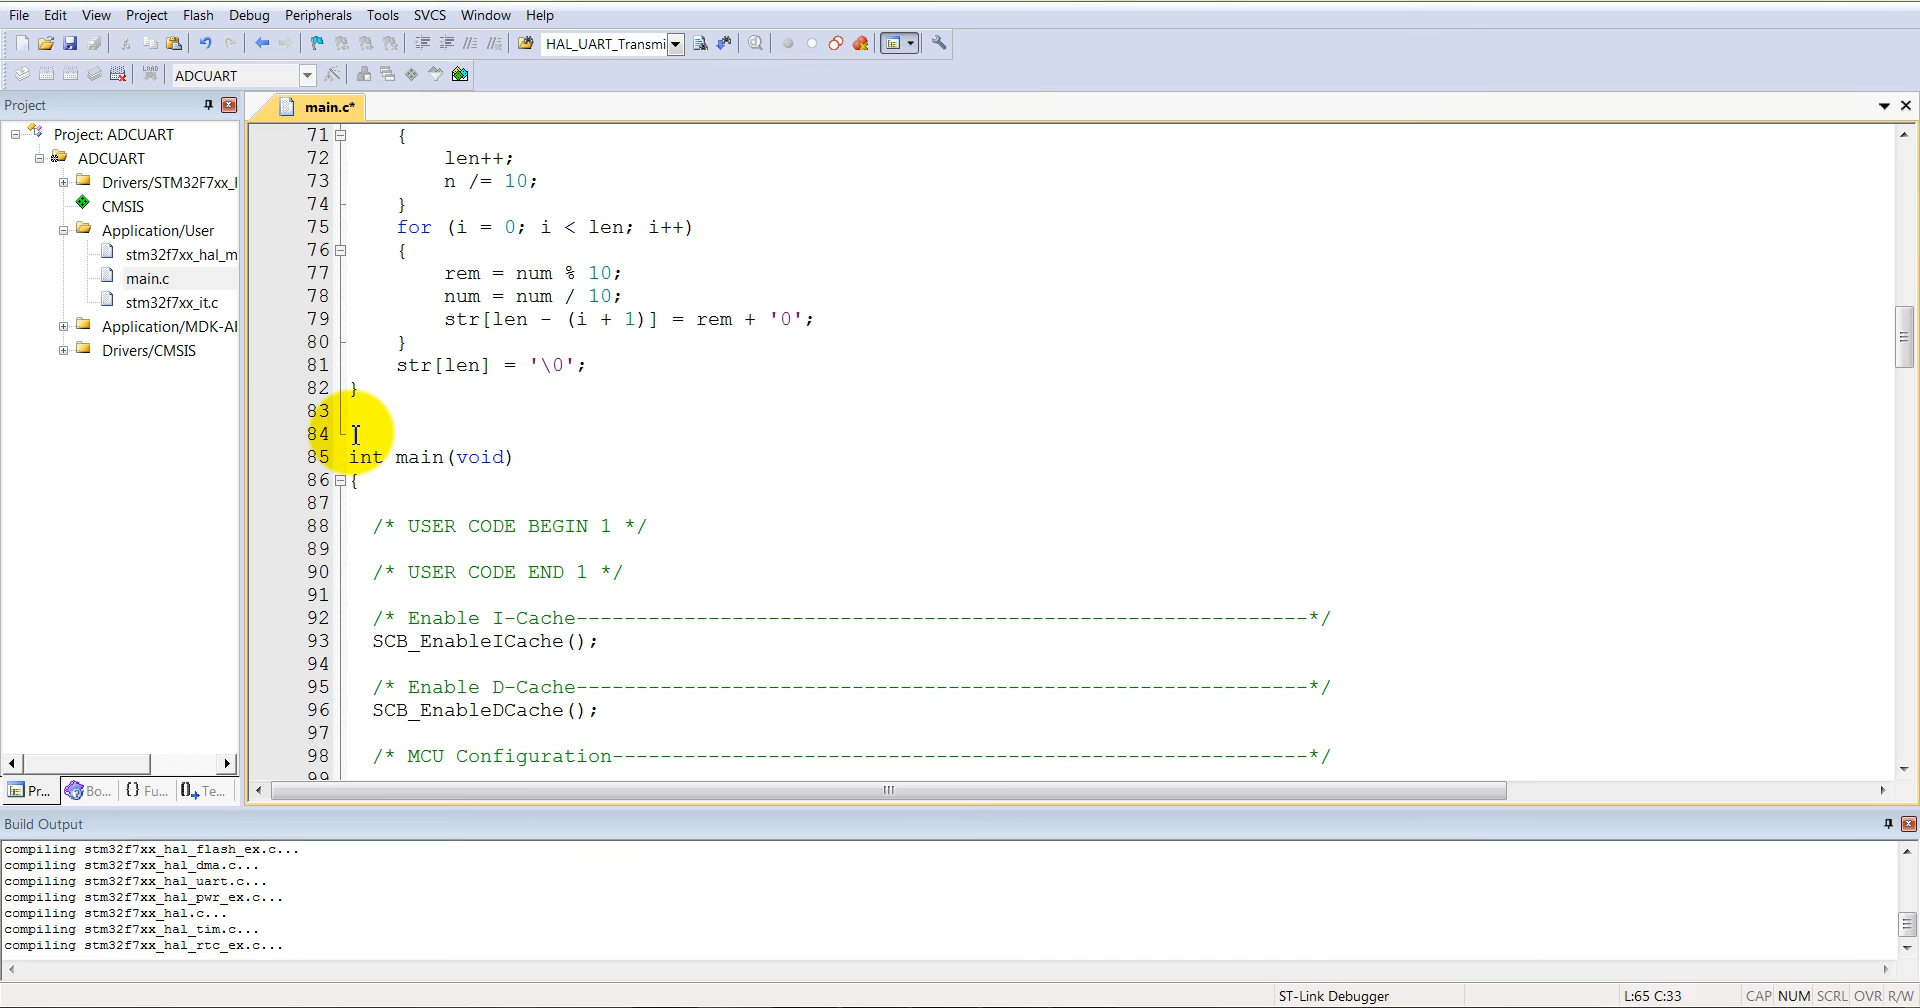 File Edit View Project Flash Debug Peripherals Tools SVCS Window Help
HAL_UART_Transmi
LOAD ADCUART
Project
main.c*
Project: ADCUART
ADCUART
Drivers/STM32F7xx_
CMSIS
Application/User
stm32f7xx_hal_m
main.c
stm32f7xx_it.c
Application/MDK-A
Drivers/CMSIS
71 {
72 len++;
73 n /= 10;
74 }
75 for (i = 0; i < len; i++)
76 {
77 rem = num % 10;
78 num = num / 10;
79 str[len - (i + 1)] = rem + '0';
80 }
81 str[len] = '\0';
82 }
83
84
85 int main(void)
86 {
87
88 /* USER CODE BEGIN 1 */
89
90 /* USER CODE END 1 */
91
92 /* Enable I-Cache-------------------------------------------------------------*/
93 SCB_EnableICache();
94
95 /* Enable D-Cache-------------------------------------------------------------*/
96 SCB_EnableDCache();
97
98 /* MCU Configuration----------------------------------------------------------*/
99
Pr... Bo... {} Fu... Te...
Build Output
compiling stm32f7xx_hal_flash_ex.c...
compiling stm32f7xx_hal_dma.c...
compiling stm32f7xx_hal_uart.c...
compiling stm32f7xx_hal_pwr_ex.c...
compiling stm32f7xx_hal.c...
compiling stm32f7xx_hal_tim.c...
compiling stm32f7xx_hal_rtc_ex.c...
ST-Link Debugger L:65 C:33 CAP NUM SCRL OVR R/W